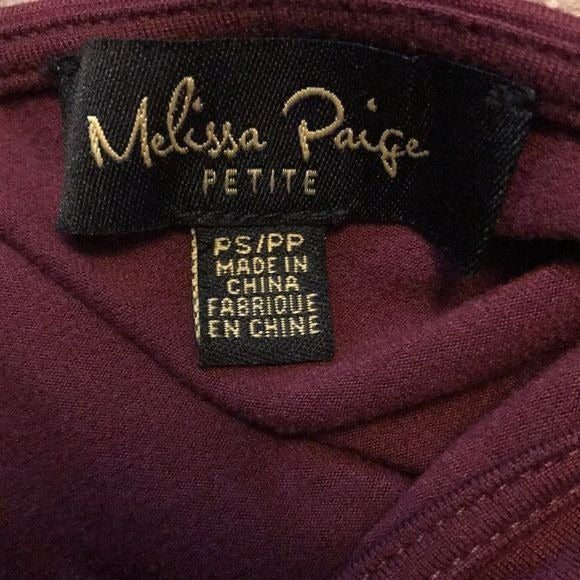 Melissa Paige
PETITE
PS/PP
MADE IN
CHINA
FABRIQUE
EN CHINE